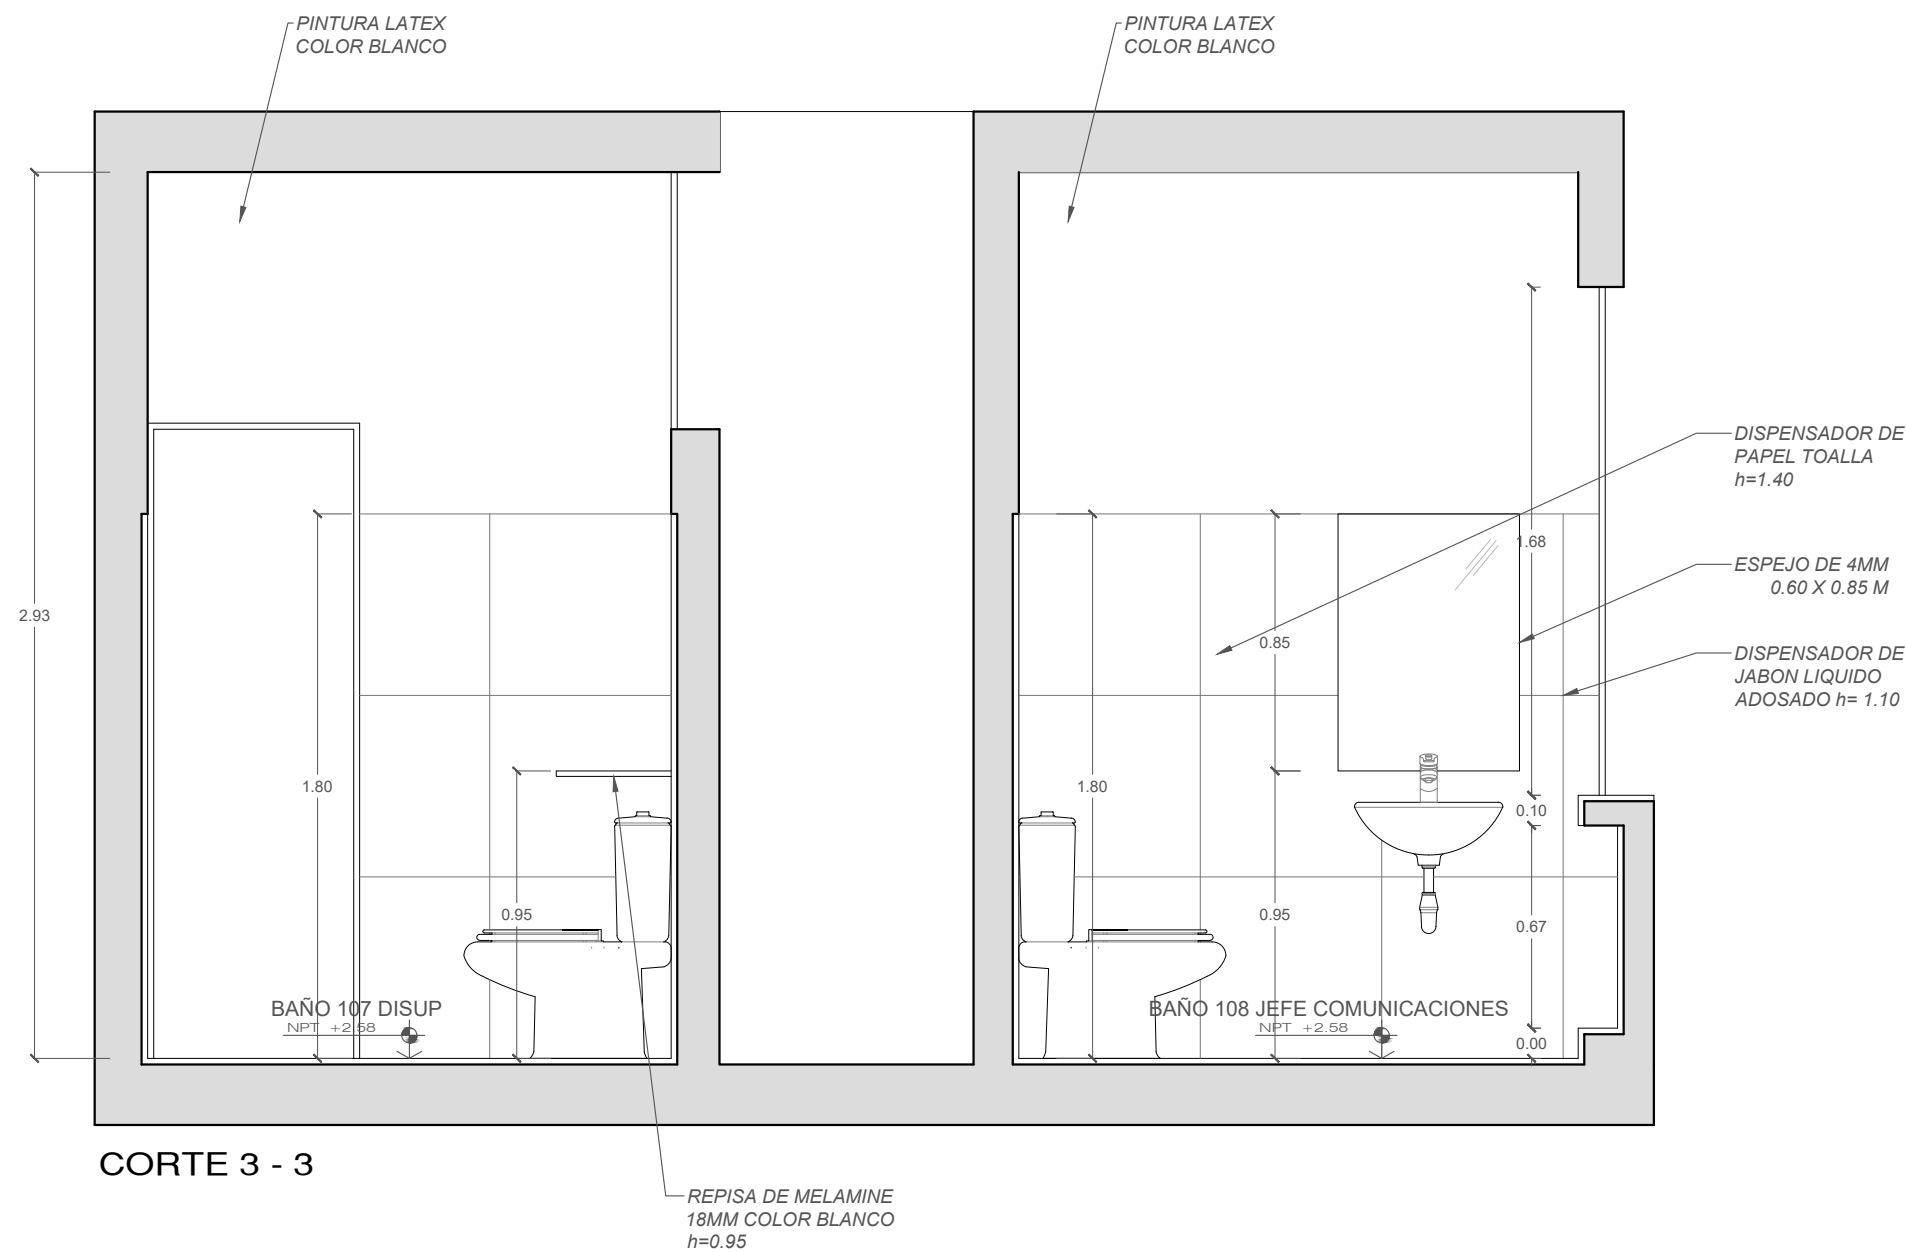 PINTURA LATEX
COLOR BLANCO
PINTURA LATEX
COLOR BLANCO
DISPENSADOR DE
PAPEL TOALLA
h=1.40
1.68
ESPEJO DE 4MM
0.60 X 0.85 M
2.93
0.85
DISPENSADOR DE
JABON LIQUIDO
ADOSADO h= 1.10
1.80
1.80
0.10
0.95
0.95
0.67
BAÑO 107 DISUP
NPT +2.58
BAÑO 108 JEFE COMUNICACIONES
NPT +2.58
0.00
CORTE 3 - 3
REPISA DE MELAMINE
18MM COLOR BLANCO
h=0.95